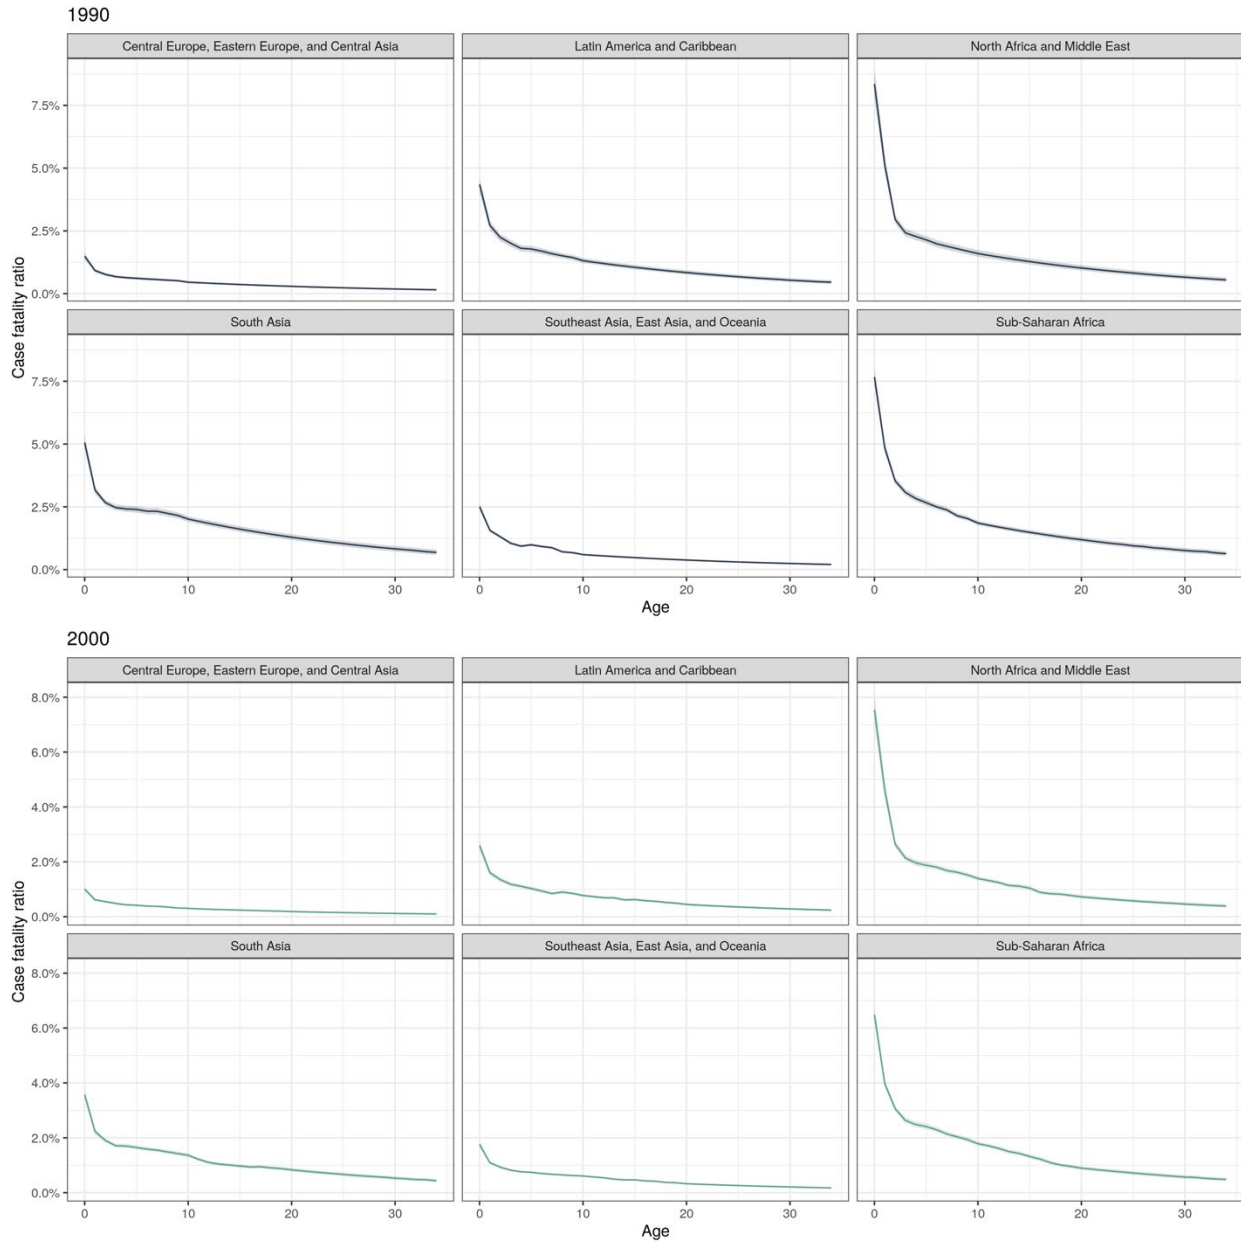 1990
Central Europe, Eastern Europe, and Central Asia
Latin America and Caribbean
North Africa and Middle East
7.5%
5.0%
2.5%
0.0%
South Asia
Southeast Asia, East Asia, and Oceania
Sub-Saharan Africa
7.5%
5.0%
2.5%
0.0%
Case fatality ratio
0 10 20 30
0 10 20 30
0 10 20 30
Age
2000
Central Europe, Eastern Europe, and Central Asia
Latin America and Caribbean
North Africa and Middle East
8.0%
6.0%
4.0%
2.0%
0.0%
South Asia
Southeast Asia, East Asia, and Oceania
Sub-Saharan Africa
8.0%
6.0%
4.0%
2.0%
0.0%
Case fatality ratio
0 10 20 30
0 10 20 30
0 10 20 30
Age